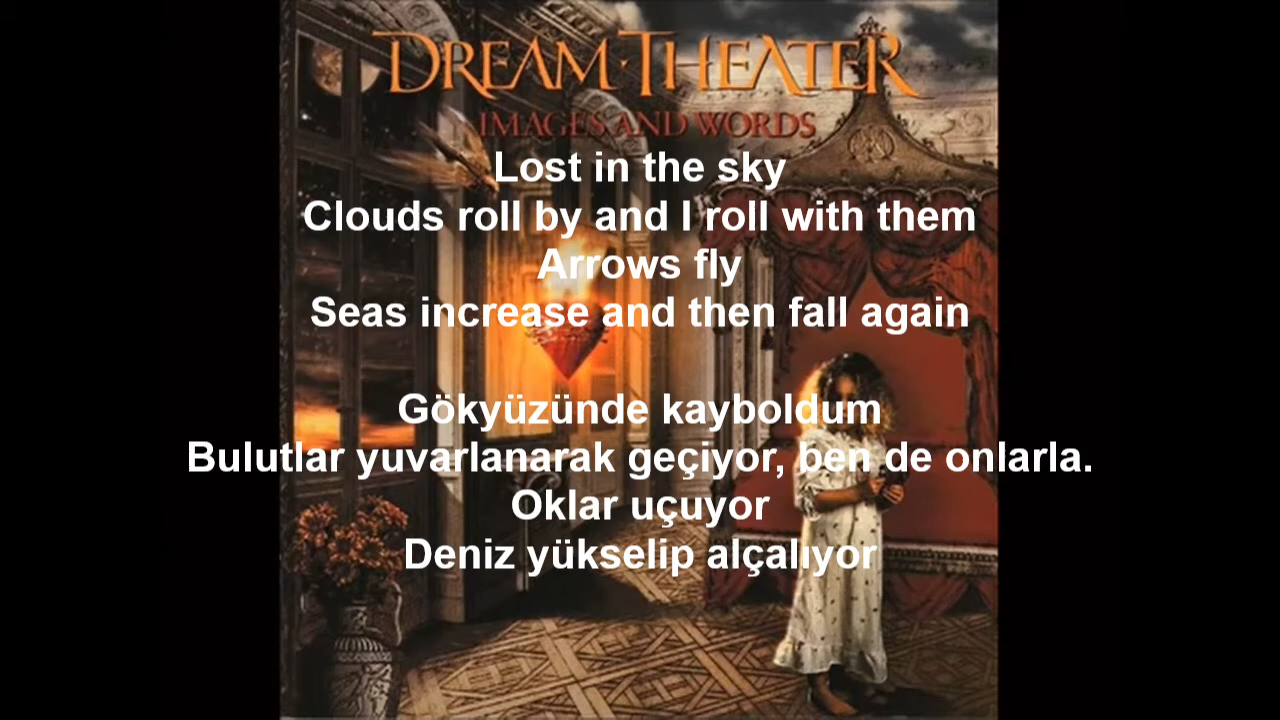 DREAM·THEATER
IMAGES AND WORDS
Lost in the sky
Clouds roll by and I roll with them
Arrows fly
Seas increase and then fall again
Gökyüzünde kayboldum
Bulutlar yuvarlanarak geçiyor, ben de onlarla.
Oklar uçuyor
Deniz yükselip alçalıyor